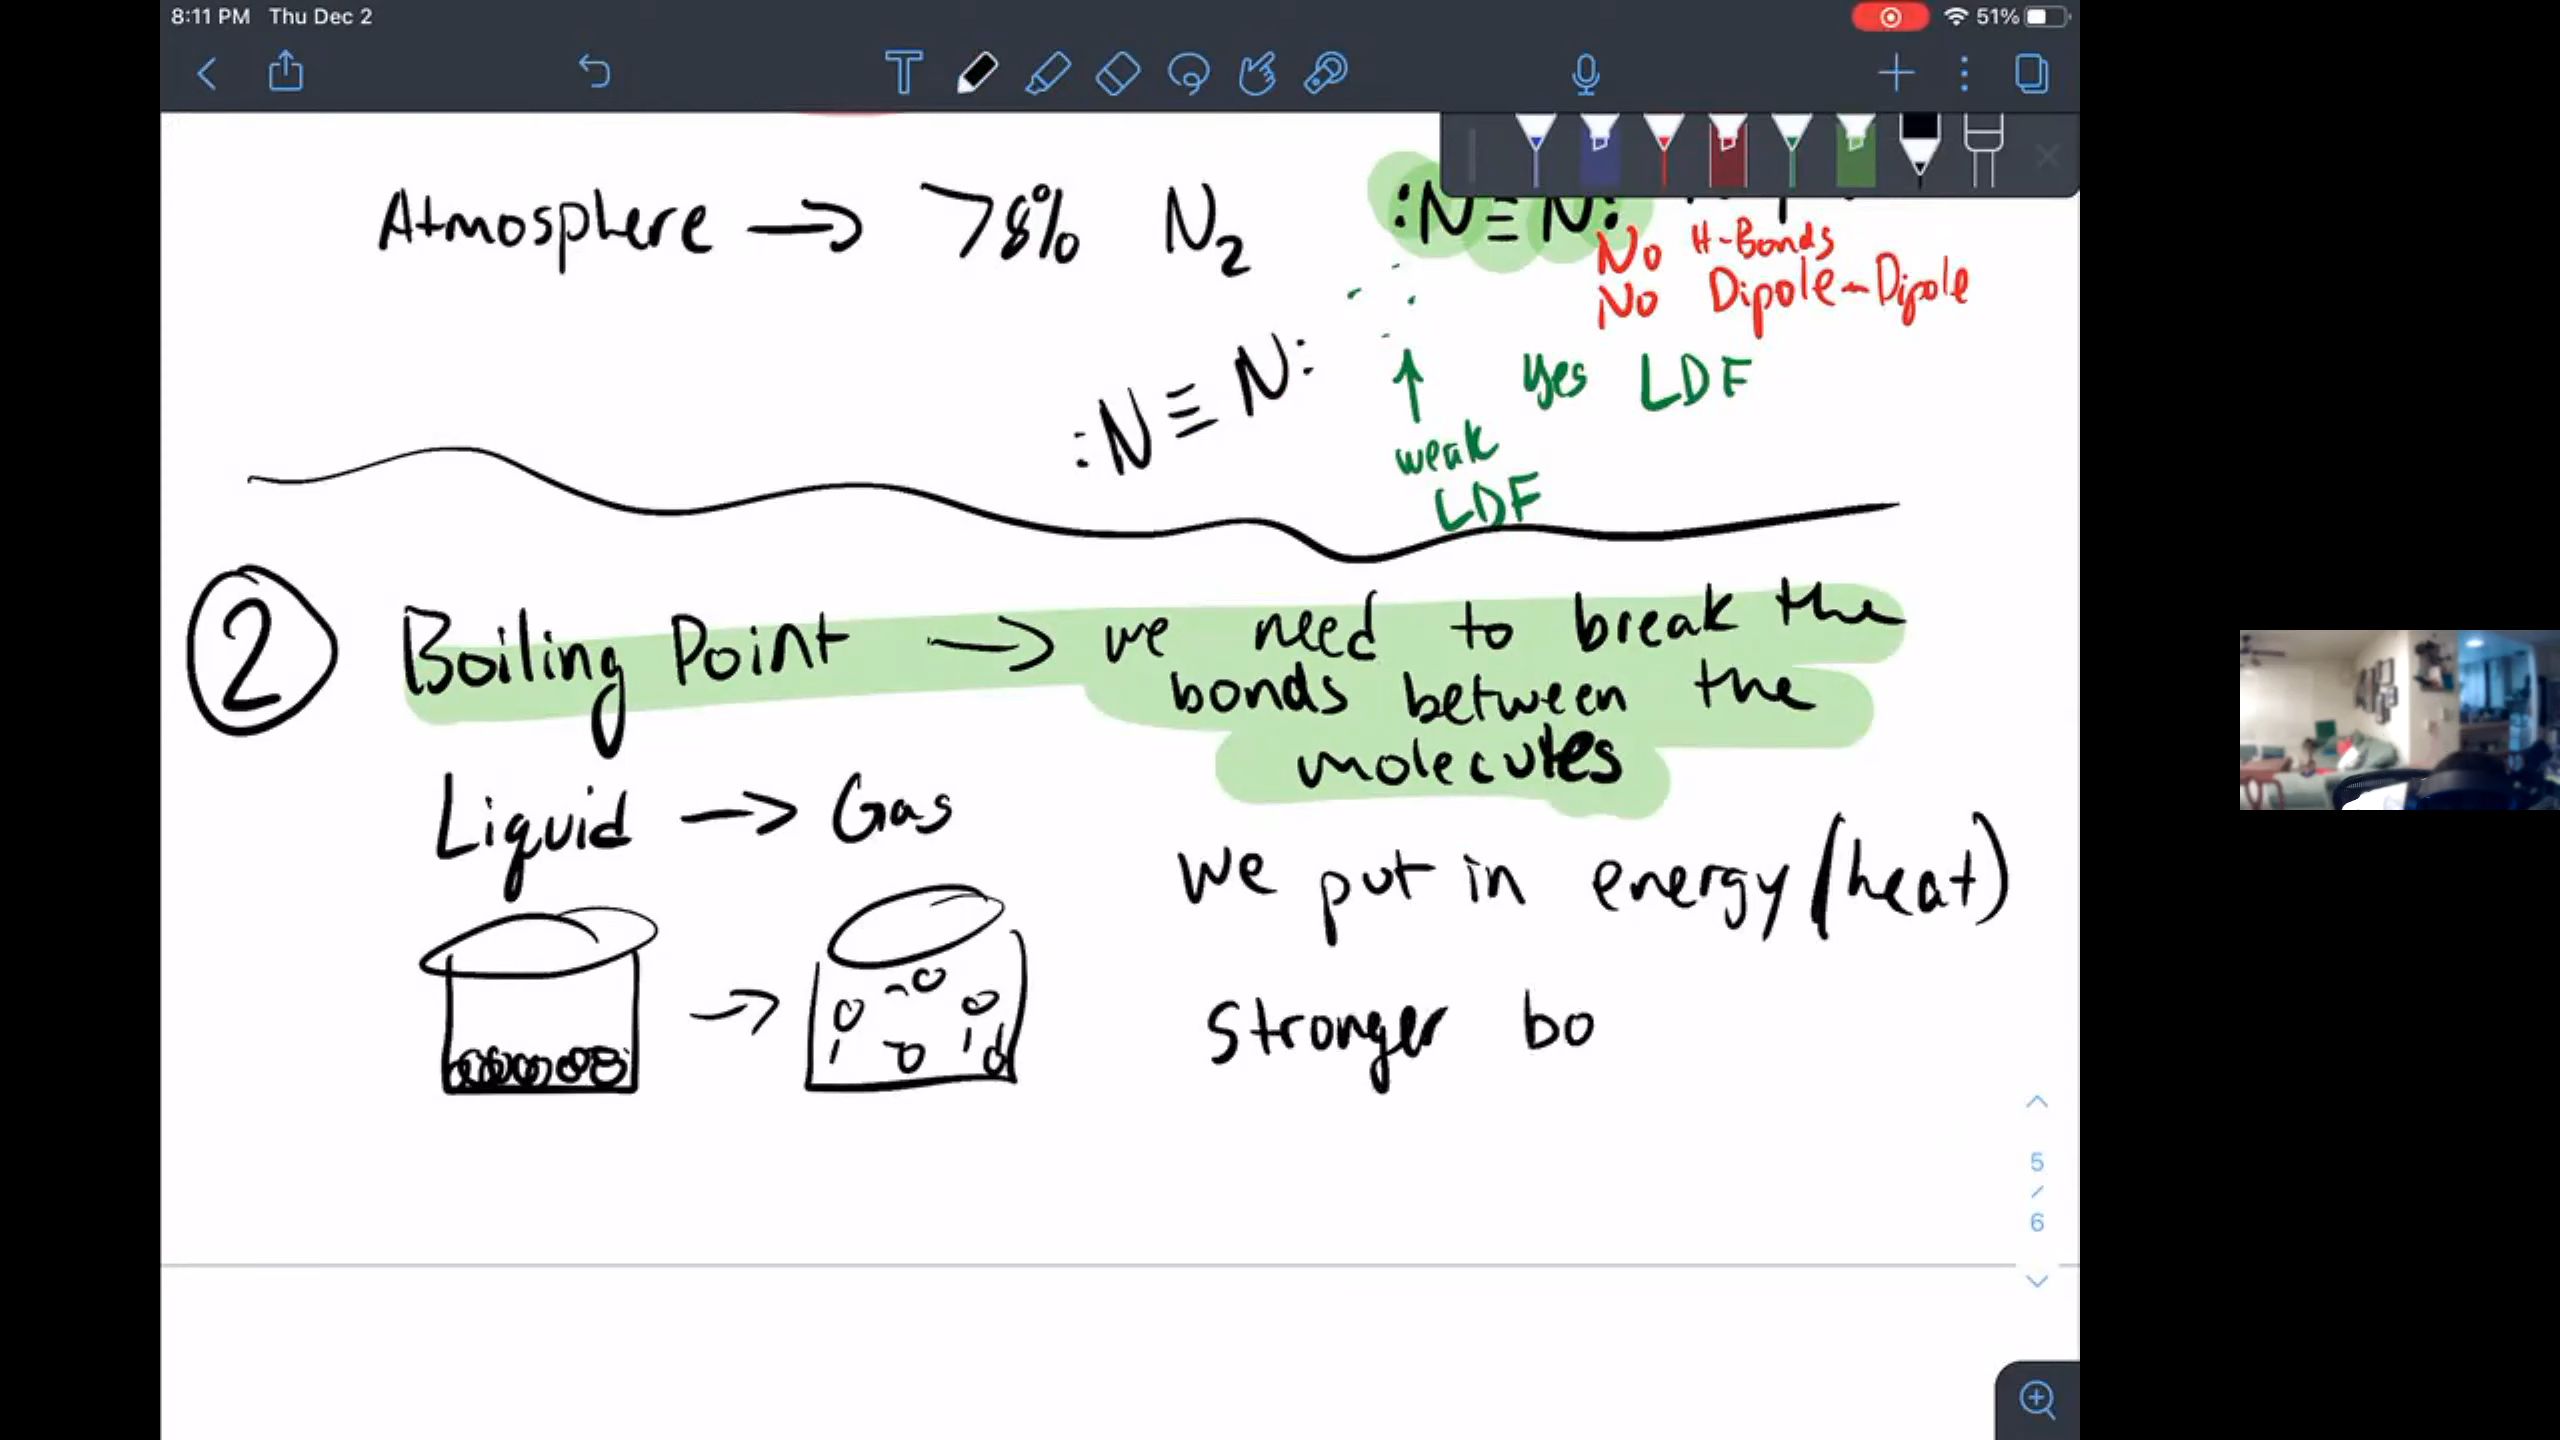 8:11 PM Thu Dec 2
51%
Atmosphere → 78% N2 :N≡N:
No H-Bonds
No Dipole-Dipole
:N≡N:
Yes LDF
weak
LDF
2 Boiling Point → we need to break the
bonds between the
molecules
Liquid → Gas
we put in energy (heat)
→
Stronger bo
5
/
6